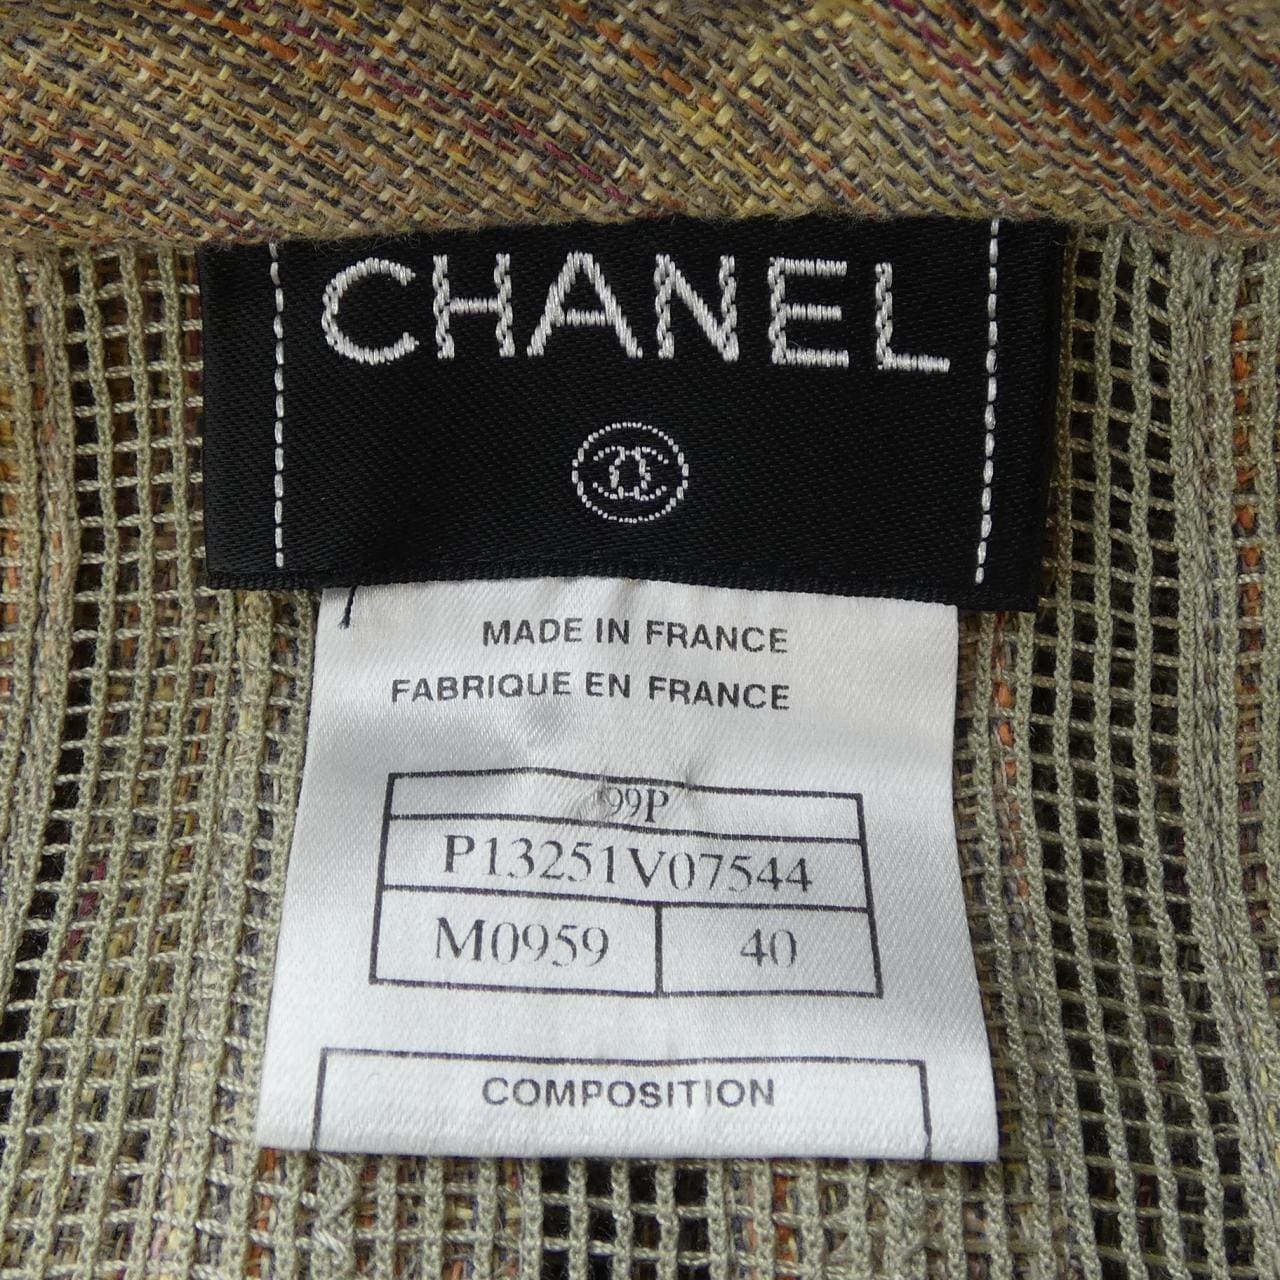 CHANEL
MADE IN FRANCE
FABRIQUE EN FRANCE
99P
P13251V07544
M0959 40
COMPOSITION